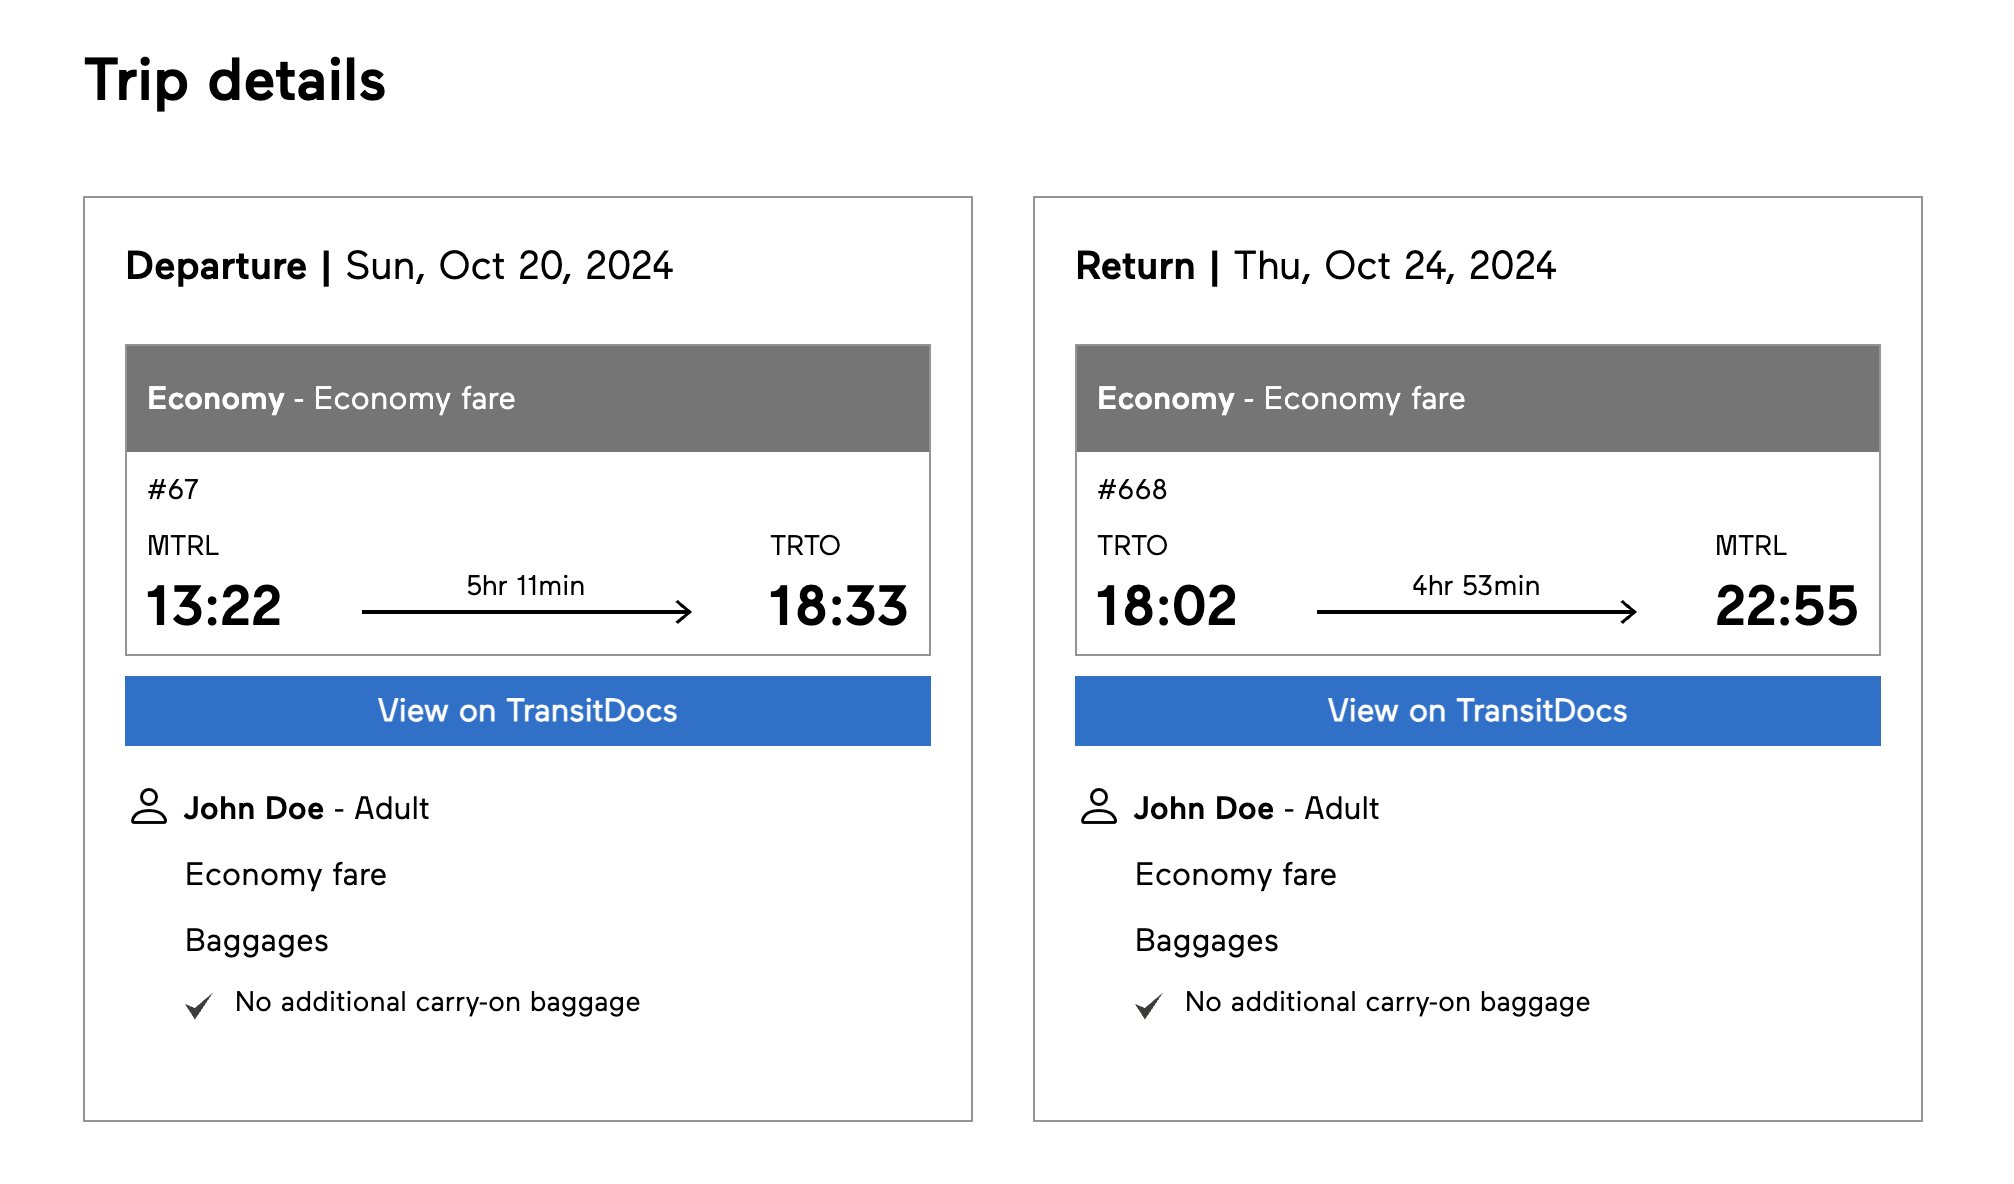 Trip details
Departure | Sun, Oct 20, 2024
Economy - Economy fare
#67
MTRL
TRTO
13:22
5hr 11min
18:33
View on TransitDocs
John Doe - Adult
Economy fare
Baggages
No additional carry-on baggage
Return | Thu, Oct 24, 2024
Economy - Economy fare
#668
TRTO
MTRL
18:02
4hr 53min
22:55
View on TransitDocs
John Doe - Adult
Economy fare
Baggages
No additional carry-on baggage